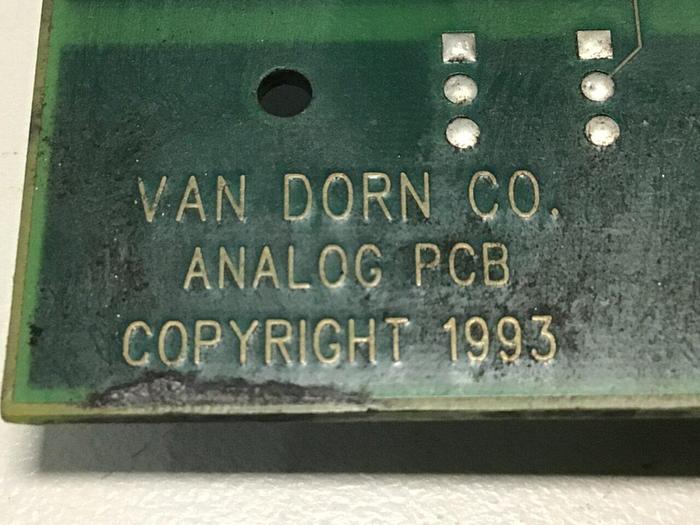 VAN DORN CO.
ANALOG PCB
COPYRIGHT 1993